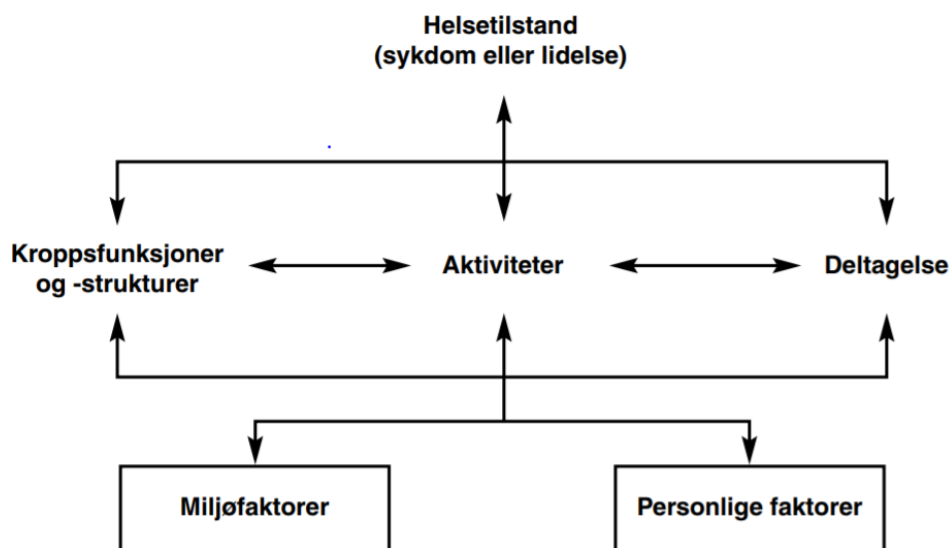 Helsetilstand
(sykdom eller lidelse)
Kroppsfunksjoner
og -strukturer
Aktiviteter
Deltagelse
Miljøfaktorer
Personlige faktorer